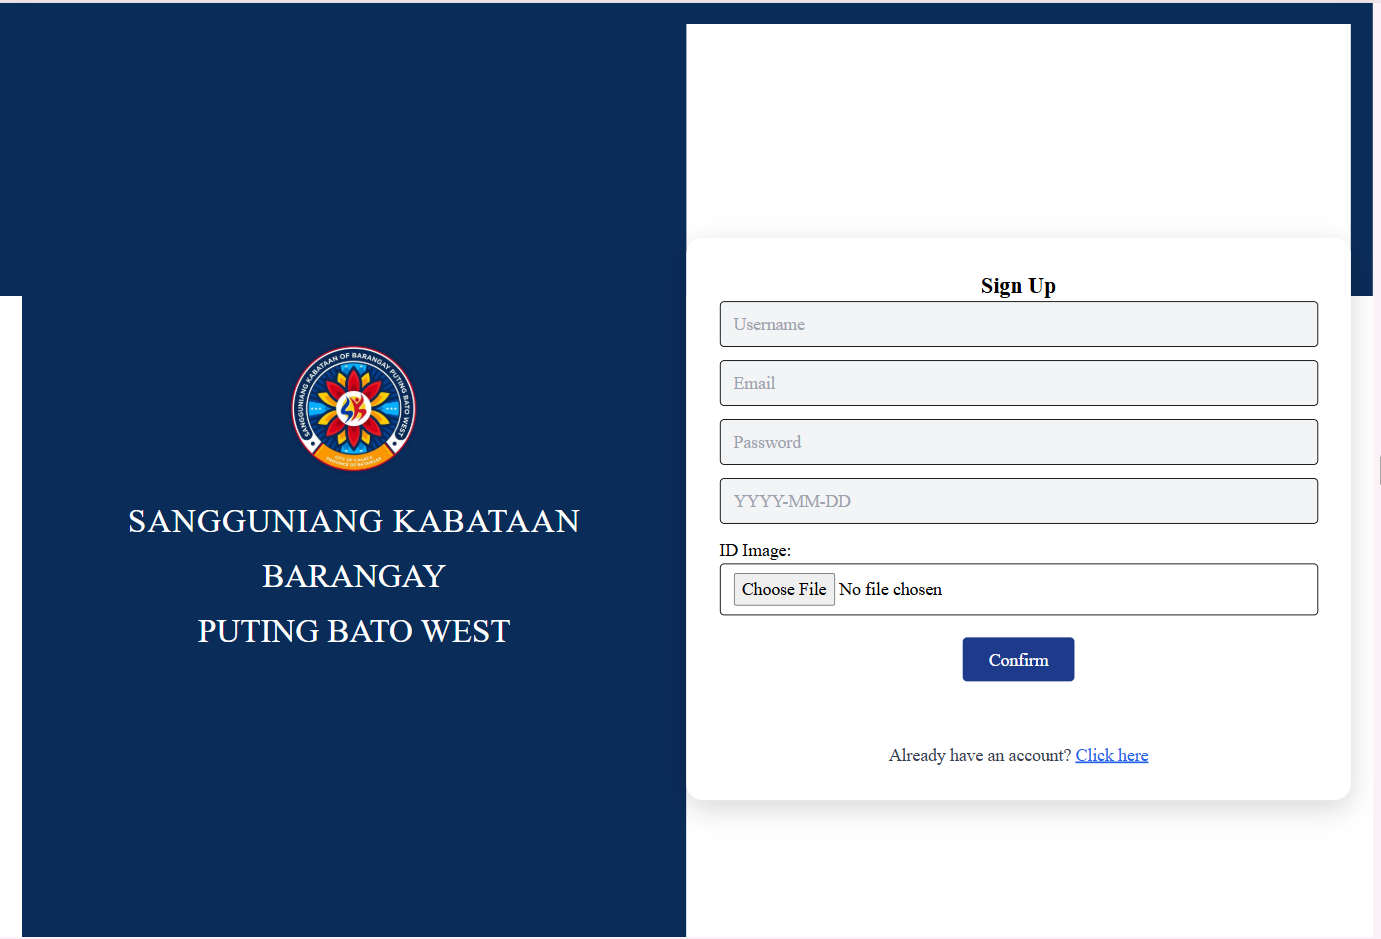 SANGGUNIANG KABATAAN OF BARANGAY PUTING BATO WEST
CITY OF CALACA
PROVINCE OF BATANGAS
SANGGUNIANG KABATAAN
BARANGAY
PUTING BATO WEST
Sign Up
Username
Email
Password
YYYY-MM-DD
ID Image:
Choose File No file chosen
Confirm
Already have an account? Click here